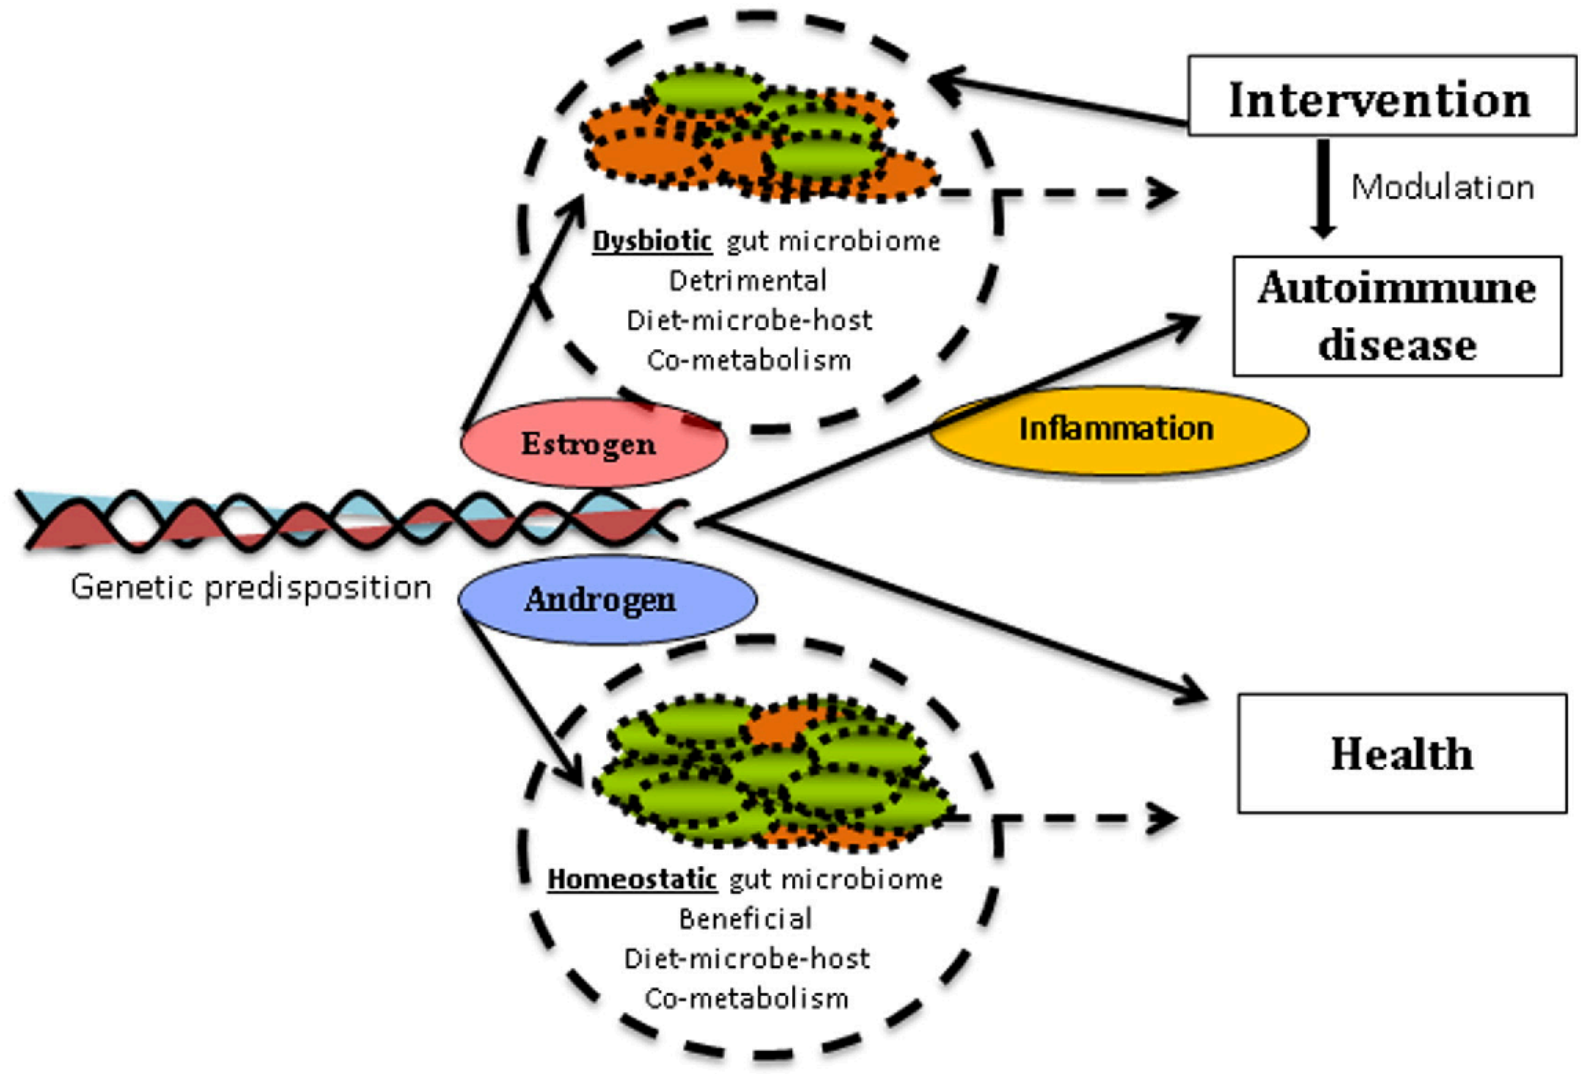 Intervention
Modulation
Dysbiotic gut microbiome
Detrimental
Diet-microbe-host
Co-metabolism
Autoimmune
disease
Inflammation
Estrogen
Genetic predisposition
Androgen
Health
Homeostatic gut microbiome
Beneficial
Diet-microbe-host
Co-metabolism